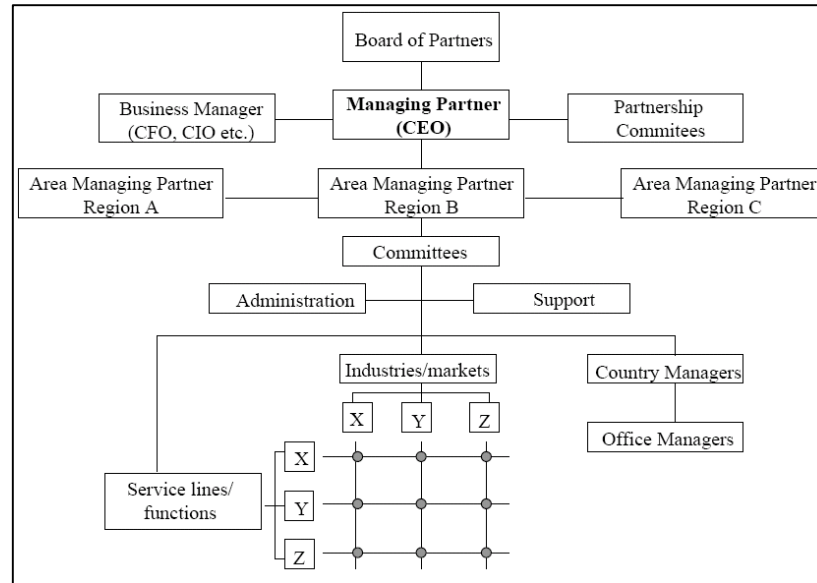 Board of Partners
Business Manager
(CFO, CIO etc.)
Managing Partner
(CEO)
Partnership
Commitees
Area Managing Partner
Region A
Area Managing Partner
Region B
Area Managing Partner
Region C
Committees
Administration
Support
Industries/markets
Country Managers
X
Y
Z
Office Managers
Service lines/
functions
X
Y
Z